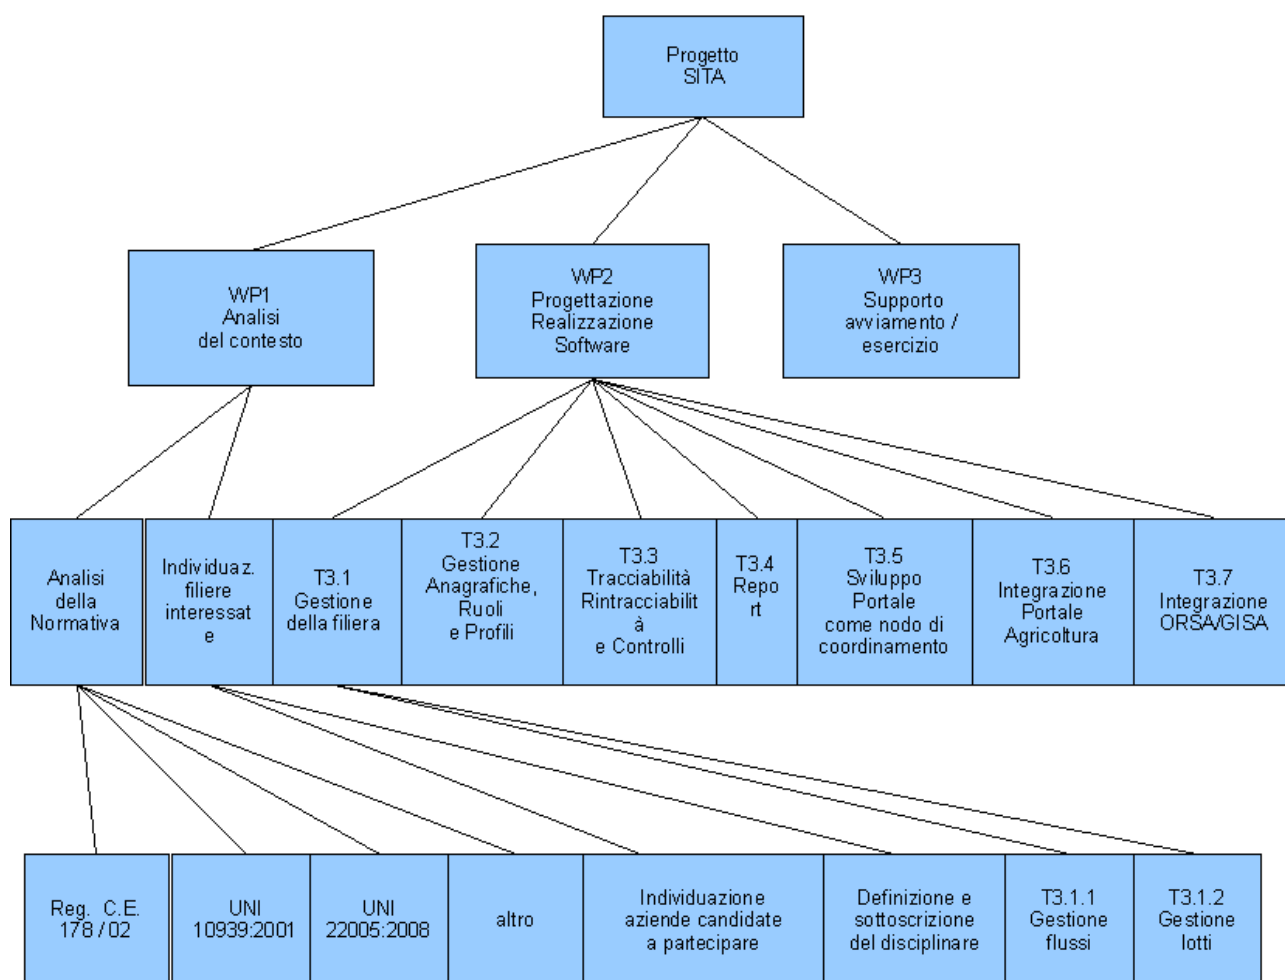 Progetto
SITA
WP1
Analisi
del contesto
WP2
Progettazione
Realizzazione
Software
WP3
Supporto
avviamento /
esercizio
Analisi
della
Normativa
Individuaz.
filiere
interessat
e
T3.1
Gestione
della filiera
T3.2
Gestione
Anagrafiche,
Ruoli
e Profili
T3.3
Tracciabilità
Rintracciabilit
à
e Controlli
T3.4
Repo
rt
T3.5
Sviluppo
Portale
come nodo di
coordinamento
T3.6
Integrazione
Portale
Agricoltura
T3.7
Integrazione
ORSA/GISA
Reg. C.E.
178 / 02
UNI
10939:2001
UNI
22005:2008
altro
Individuazione
aziende candidate
a partecipare
Definizione e
sottoscrizione
del disciplinare
T3.1.1
Gestione
flussi
T3.1.2
Gestione
lotti